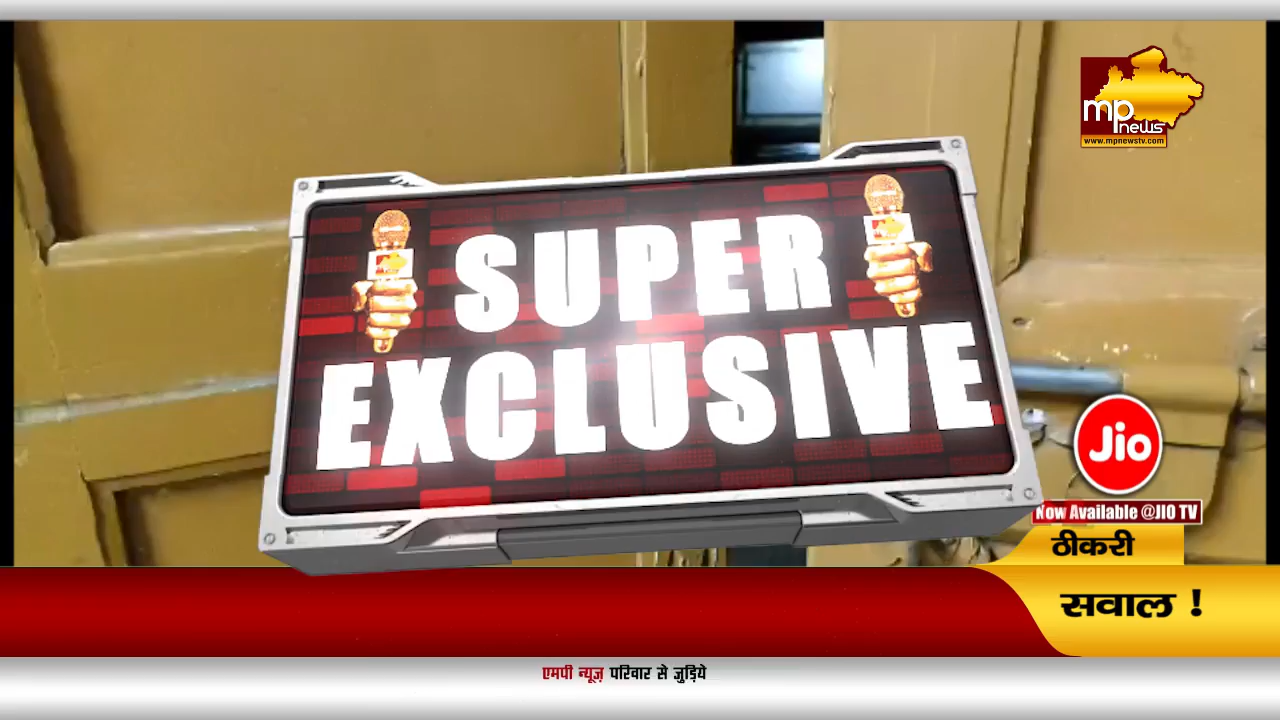 mp
news
www.mpnewstv.com
SUPER
EXCLUSIVE
Jio
Now Available @JIO TV
ठीकरी
सवाल !
एमपी न्यूज़ परिवार से जुड़िये